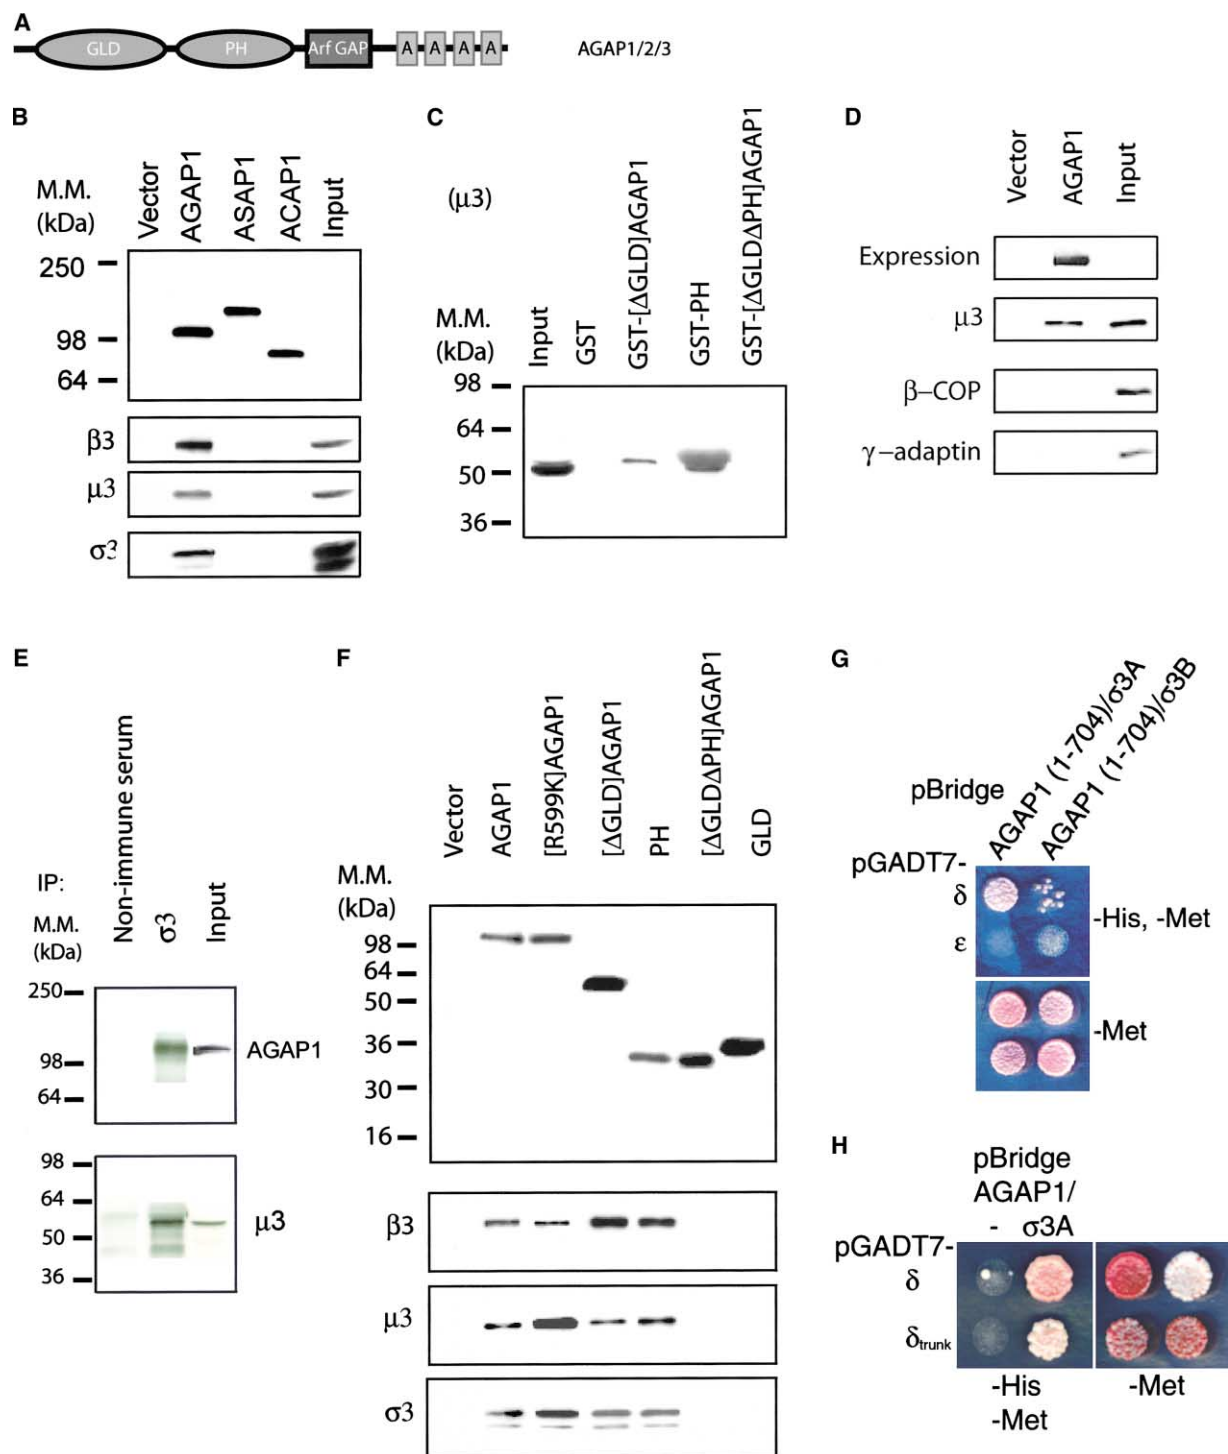 A
GLD PH Arf GAP A A A A AGAP1/2/3
B
M.M.
(kDa)
Vector
AGAP1
ASAP1
ACAP1
Input
250
98
64
β3
μ3
σ3
C
(μ3)
M.M.
(kDa)
Input
GST
GST-[ΔGLD]AGAP1
GST-PH
GST-[ΔGLDΔPH]AGAP1
98
64
50
36
D
Vector
AGAP1
Input
Expression
μ3
β-COP
γ-adaptin
E
IP:
M.M.
(kDa)
Non-immune serum
σ3
Input
250
98
64
AGAP1
98
64
50
36
μ3
F
M.M.
(kDa)
Vector
AGAP1
[R599K]AGAP1
[ΔGLD]AGAP1
PH
[ΔGLDΔPH]AGAP1
GLD
98
64
50
36
30
16
β3
μ3
σ3
G
pBridge
AGAP1 (1-704)/σ3A
AGAP1 (1-704)/σ3B
pGADT7-
δ
ε
-His, -Met
-Met
H
pBridge
AGAP1/
- σ3A
pGADT7-
δ
δtrunk
-His
-Met
-Met